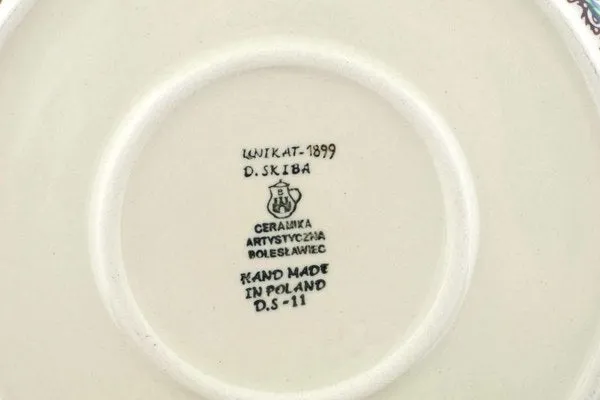 UNIKAT-1899
D.SKIBA
B
CERAMIKA
ARTYSTYCZNA
BOLESŁAWIEC
HAND MADE
IN POLAND
D.S-11